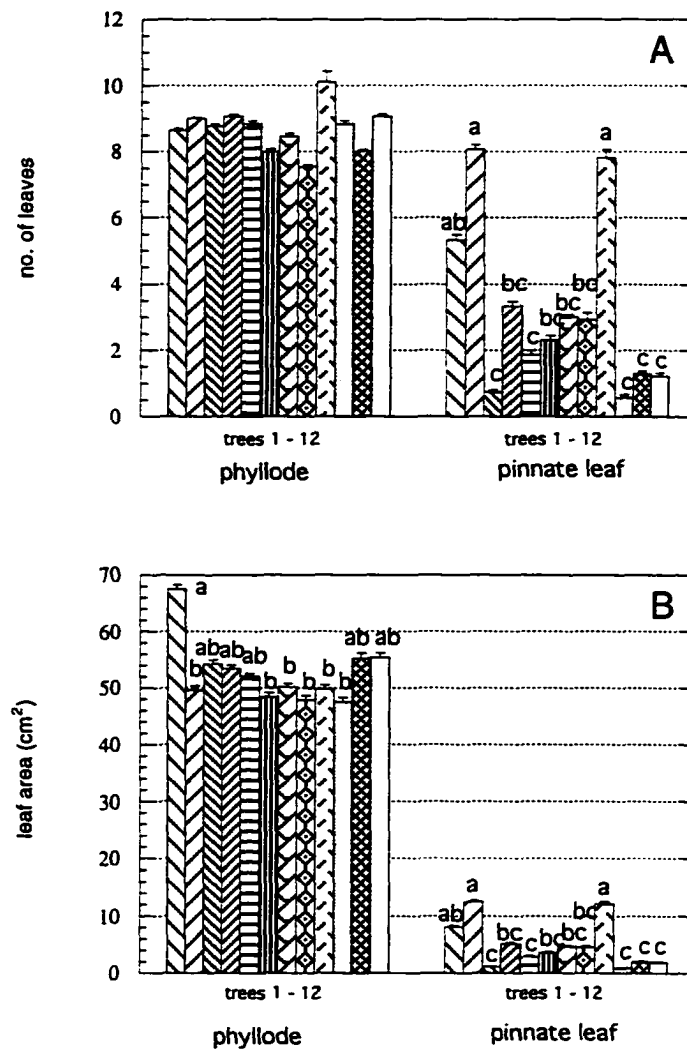 A
no. of leaves
12
10
8
6
4
2
0
ab
a
c
bc
c
bc
bc
bc
a
c
c
c
trees 1 - 12
trees 1 - 12
phyllode
pinnate leaf
B
leaf area (cm²)
70
60
50
40
30
20
10
0
a
b
ab
ab
ab
b
b
b
b
b
ab
ab
ab
a
c
bc
c
bc
bc
bc
a
c
c
c
trees 1 - 12
trees 1 - 12
phyllode
pinnate leaf